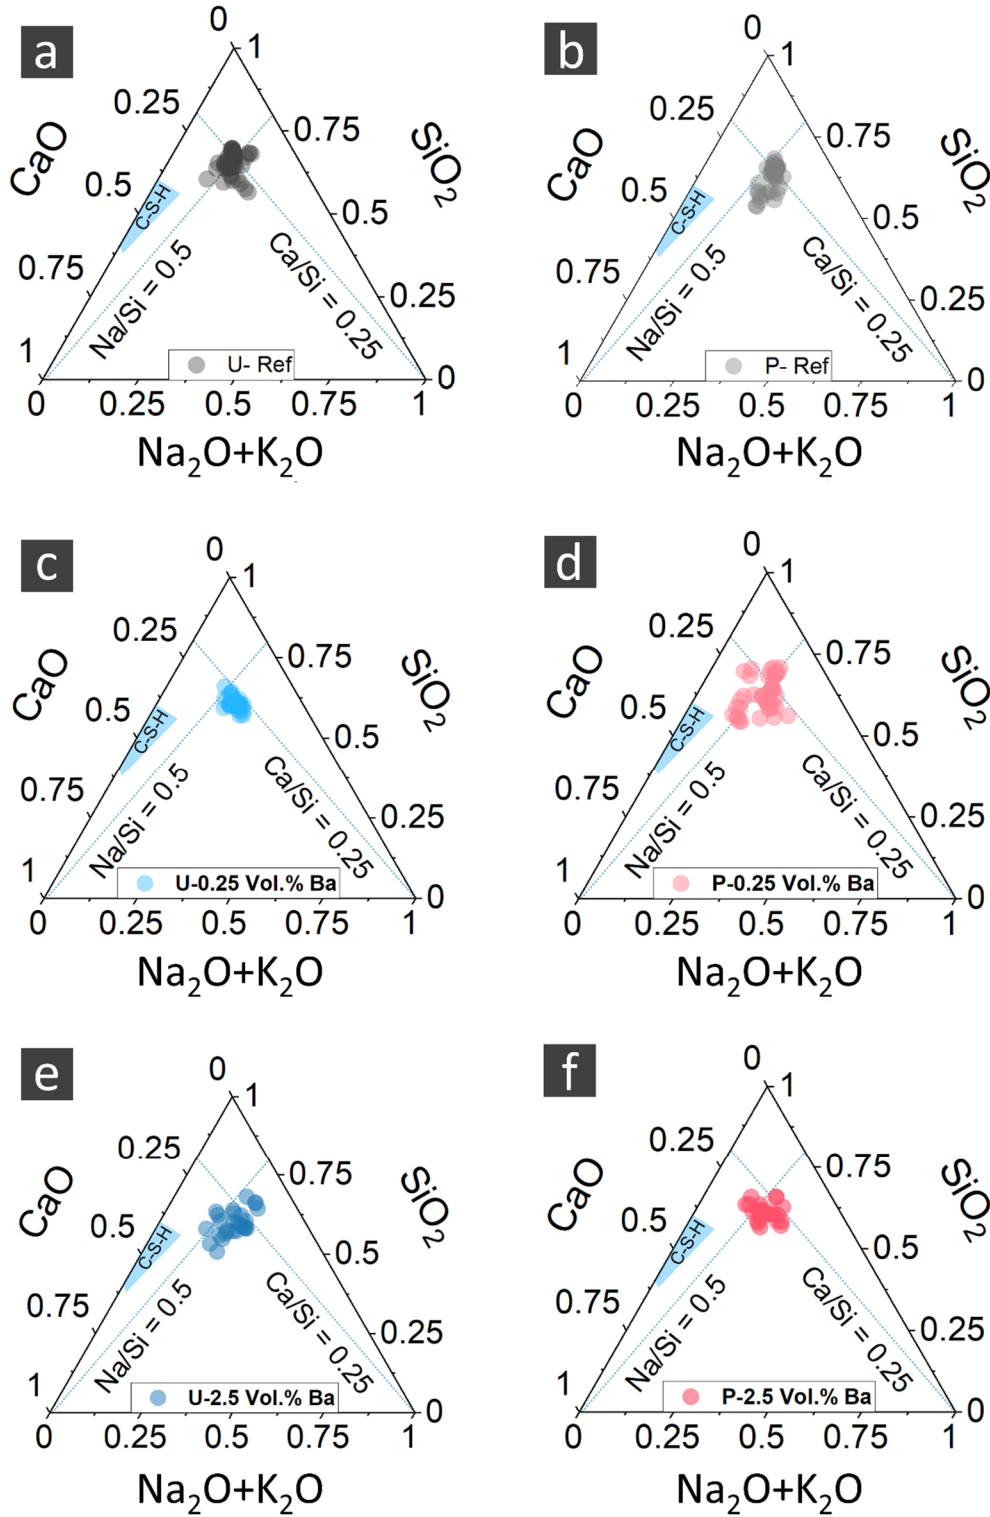 a
0
1
0.25
0.75
CaO
SiO2
0.5
C-S-H
0.5
0.75
Na/Si = 0.5
Ca/Si = 0.25
0.25
1
U- Ref
0
0
0.25
0.5
0.75
1
Na2O+K2O
b
0
1
0.25
0.75
CaO
SiO2
0.5
C-S-H
0.5
0.75
Na/Si = 0.5
Ca/Si = 0.25
0.25
1
P- Ref
0
0
0.25
0.5
0.75
1
Na2O+K2O
c
0
1
0.25
0.75
CaO
SiO2
0.5
C-S-H
0.5
0.75
Na/Si = 0.5
Ca/Si = 0.25
0.25
1
U-0.25 Vol.% Ba
0
0
0.25
0.5
0.75
1
Na2O+K2O
d
0
1
0.25
0.75
CaO
SiO2
0.5
C-S-H
0.5
0.75
Na/Si = 0.5
Ca/Si = 0.25
0.25
1
P-0.25 Vol.% Ba
0
0
0.25
0.5
0.75
1
Na2O+K2O
e
0
1
0.25
0.75
CaO
SiO2
0.5
C-S-H
0.5
0.75
Na/Si = 0.5
Ca/Si = 0.25
0.25
1
U-2.5 Vol.% Ba
0
0
0.25
0.5
0.75
1
Na2O+K2O
f
0
1
0.25
0.75
CaO
SiO2
0.5
C-S-H
0.5
0.75
Na/Si = 0.5
Ca/Si = 0.25
0.25
1
P-2.5 Vol.% Ba
0
0
0.25
0.5
0.75
1
Na2O+K2O